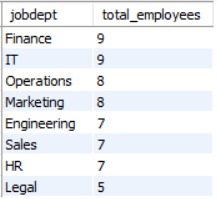 jobdept total_employees
Finance 9
IT 9
Operations 8
Marketing 8
Engineering 7
Sales 7
HR 7
Legal 5